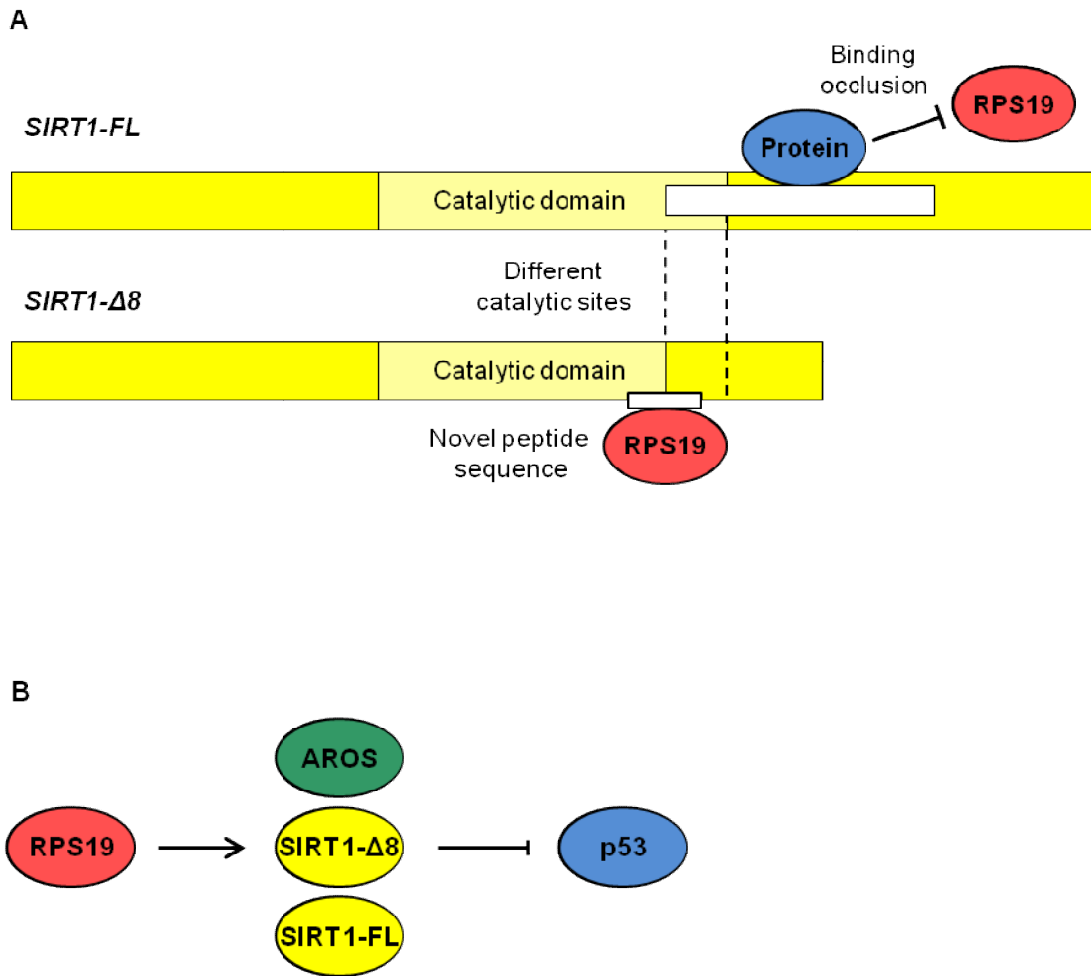 A
Binding
occlusion
RPS19
SIRT1-FL
Protein
Catalytic domain
Different
catalytic sites
SIRT1-Δ8
Catalytic domain
Novel peptide
sequence
RPS19
B
AROS
RPS19
SIRT1-Δ8
p53
SIRT1-FL